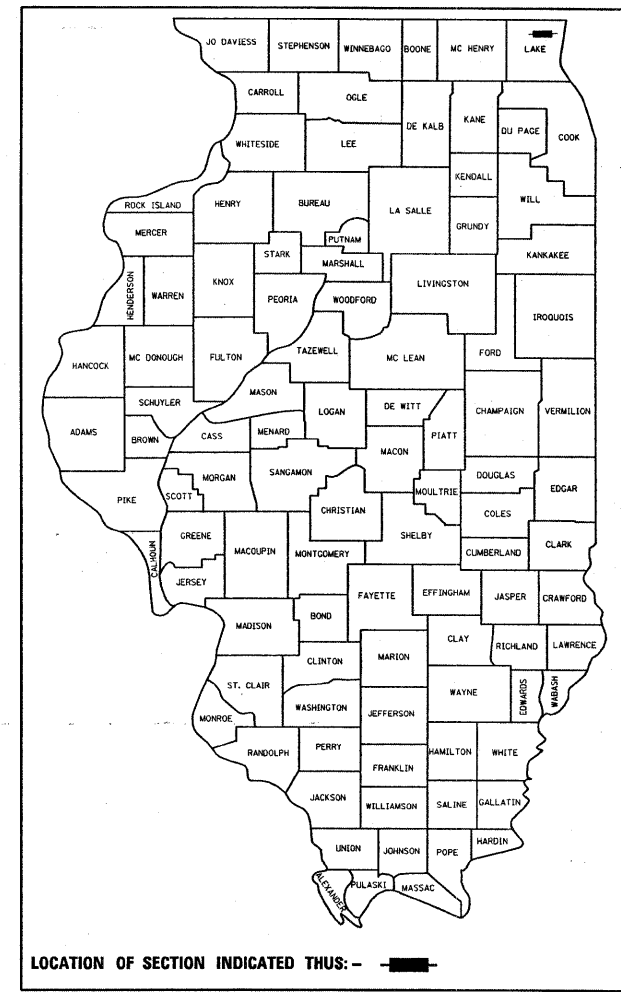 JO DAVIESS
STEPHENSON
WINNEBAGO
BOONE
MC HENRY
LAKE
CARROLL
OGLE
DE KALB
KANE
DU PAGE
COOK
WHITESIDE
LEE
KENDALL
WILL
ROCK ISLAND
HENRY
BUREAU
LA SALLE
GRUNDY
MERCER
PUTNAM
STARK
MARSHALL
KANKAKEE
HENDERSON
WARREN
KNOX
PEORIA
WOODFORD
LIVINGSTON
IROQUOIS
HANCOCK
MC DONOUGH
FULTON
TAZEWELL
MC LEAN
FORD
MASON
SCHUYLER
LOGAN
DE WITT
CHAMPAIGN
VERMILION
ADAMS
BROWN
CASS
MENARD
PIATT
MACON
SANGAMON
MORGAN
SCOTT
PIKE
DOUGLAS
EDGAR
MOULTRIE
COLES
CHRISTIAN
GREENE
MACOUPIN
MONTGOMERY
SHELBY
CUMBERLAND
CLARK
CALHOUN
JERSEY
FAYETTE
EFFINGHAM
JASPER
CRAWFORD
MADISON
BOND
CLAY
RICHLAND
LAWRENCE
CLINTON
MARION
ST. CLAIR
WAYNE
EDWARDS
WABASH
WASHINGTON
JEFFERSON
MONROE
RANDOLPH
PERRY
HAMILTON
WHITE
FRANKLIN
JACKSON
WILLIAMSON
SALINE
GALLATIN
UNION
JOHNSON
POPE
HARDIN
ALEXANDER
PULASKI
MASSAC
LOCATION OF SECTION INDICATED THUS: -